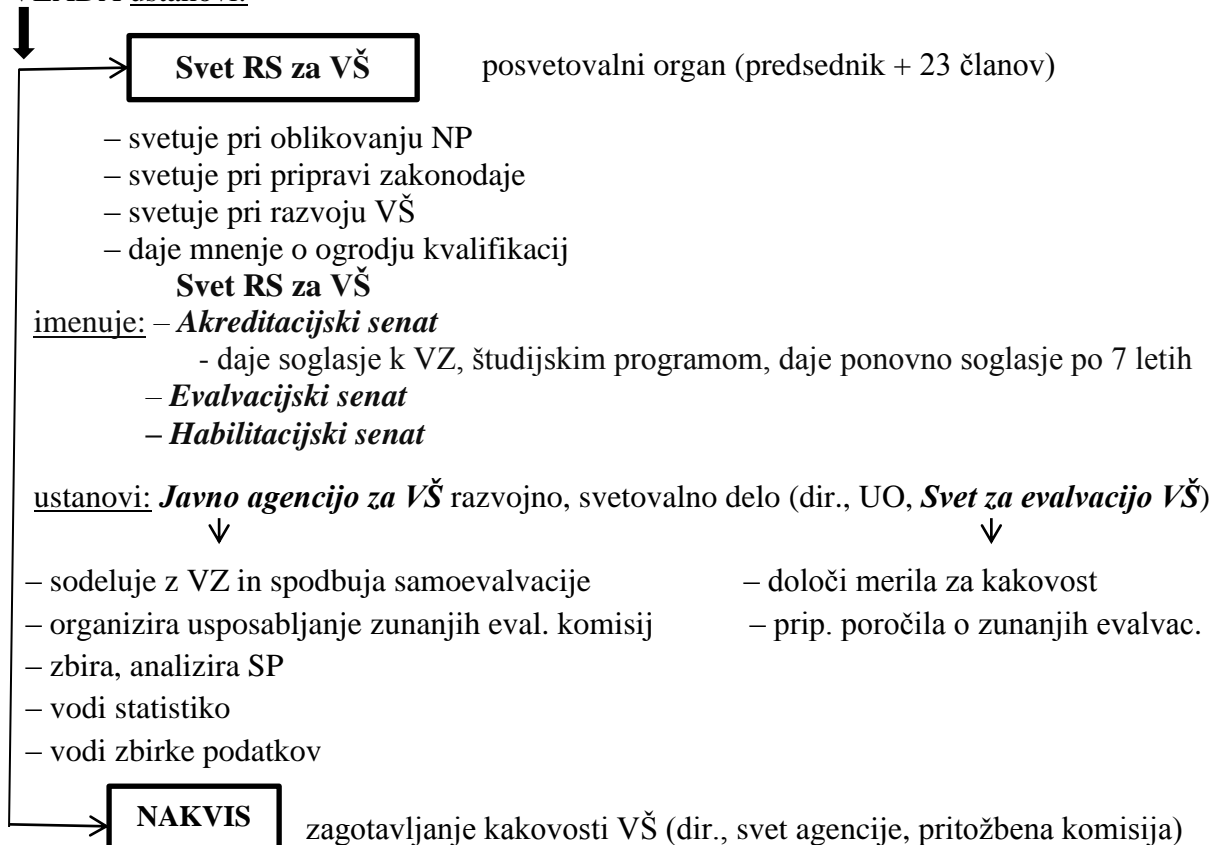 Svet RS za VŠ posvetovalni organ (predsednik + 23 članov)
– svetuje pri oblikovanju NP
– svetuje pri pripravi zakonodaje
– svetuje pri razvoju VŠ
– daje mnenje o ogrodju kvalifikacij
Svet RS za VŠ
imenuje: – Akreditacijski senat
- daje soglasje k VZ, študijskim programom, daje ponovno soglasje po 7 letih
– Evalvacijski senat
– Habilitacijski senat
ustanovi: Javno agencijo za VŠ razvojno, svetovalno delo (dir., UO, Svet za evalvacijo VŠ)
– sodeluje z VZ in spodbuja samoevalvacije – določi merila za kakovost
– organizira usposabljanje zunanjih eval. komisij – prip. poročila o zunanjih evalvac.
– zbira, analizira SP
– vodi statistiko
– vodi zbirke podatkov
NAKVIS zagotavljanje kakovosti VŠ (dir., svet agencije, pritožbena komisija)